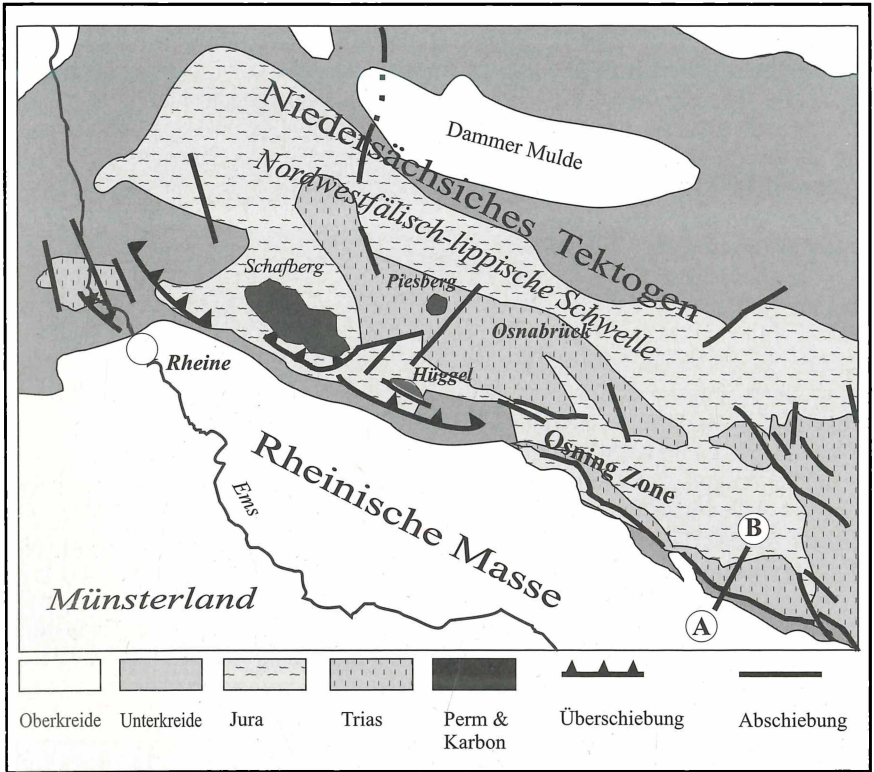 Dammer Mulde
Niedersächsiches Tektogen
Nordwestfälisch-lippische Schwelle
Schafberg
Piesberg
Osnabrück
Rheine
Hüggel
Osning Zone
Rheinische Masse
Ems
Münsterland
B
A
Oberkreide
Unterkreide
Jura
Trias
Perm &
Karbon
Überschiebung
Abschiebung